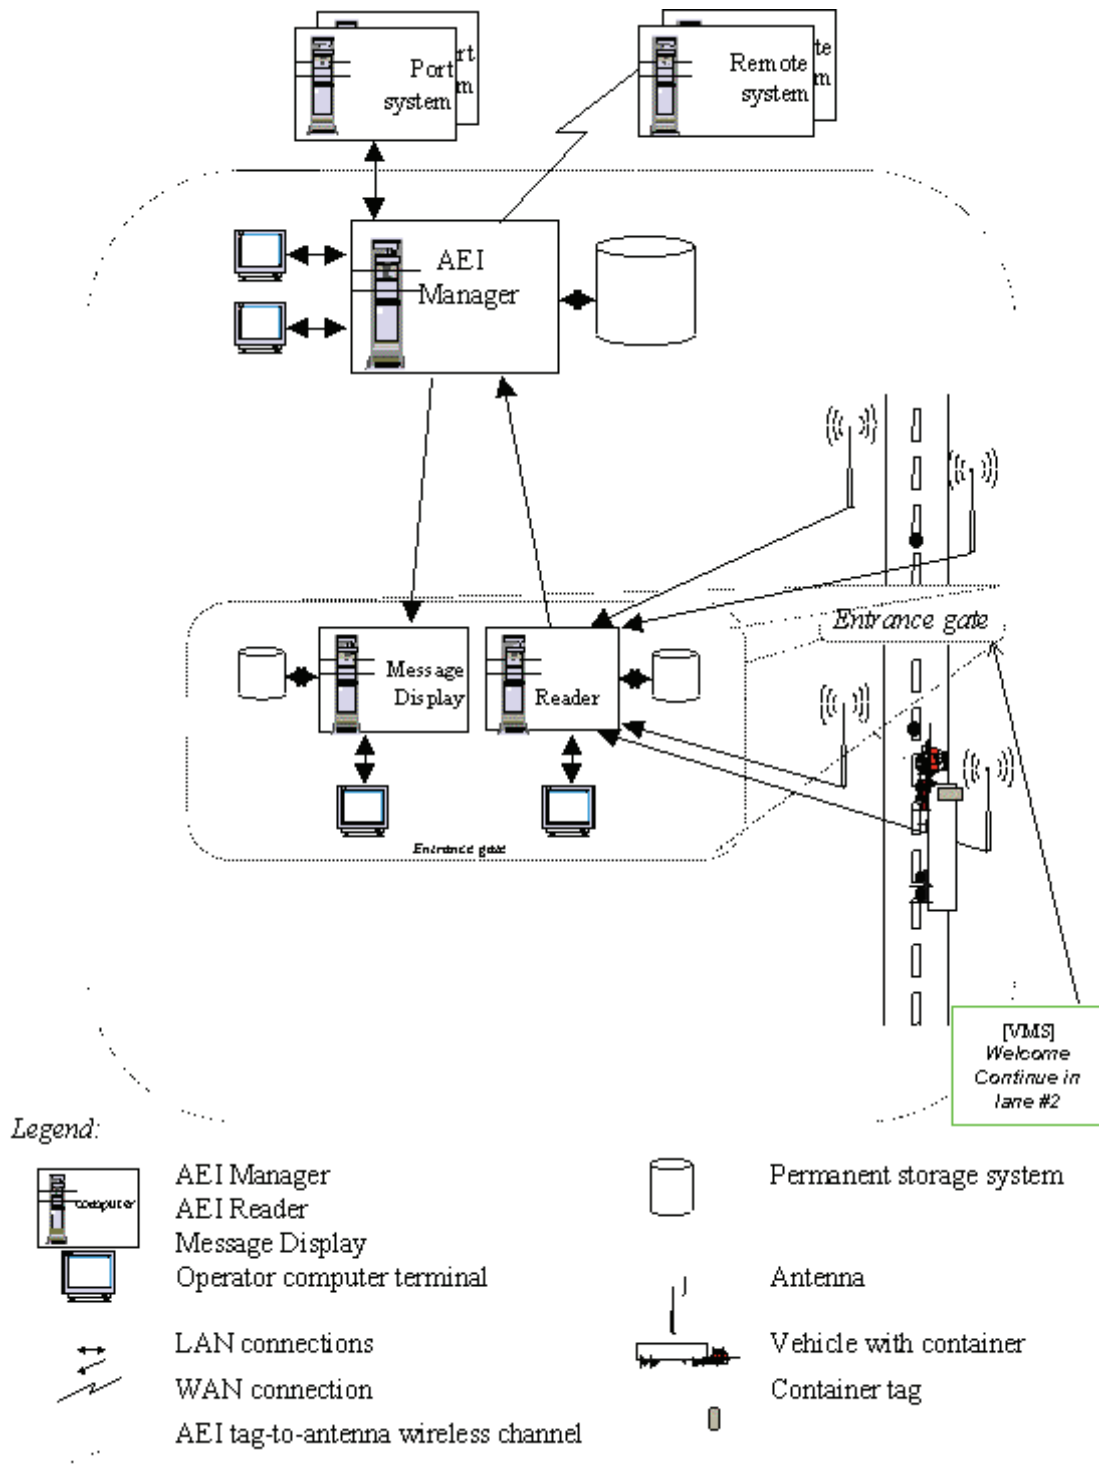 Port
system
rt
m
Remote
system
te
m
AEI
Manager
Entrance gate
Message
Display
Reader
Entrance gate
[VMS]
Welcome
Continue in
lane #2
Legend:
computer
AEI Manager
AEI Reader
Message Display
Operator computer terminal
LAN connections
WAN connection
AEI tag-to-antenna wireless channel
Permanent storage system
Antenna
Vehicle with container
Container tag